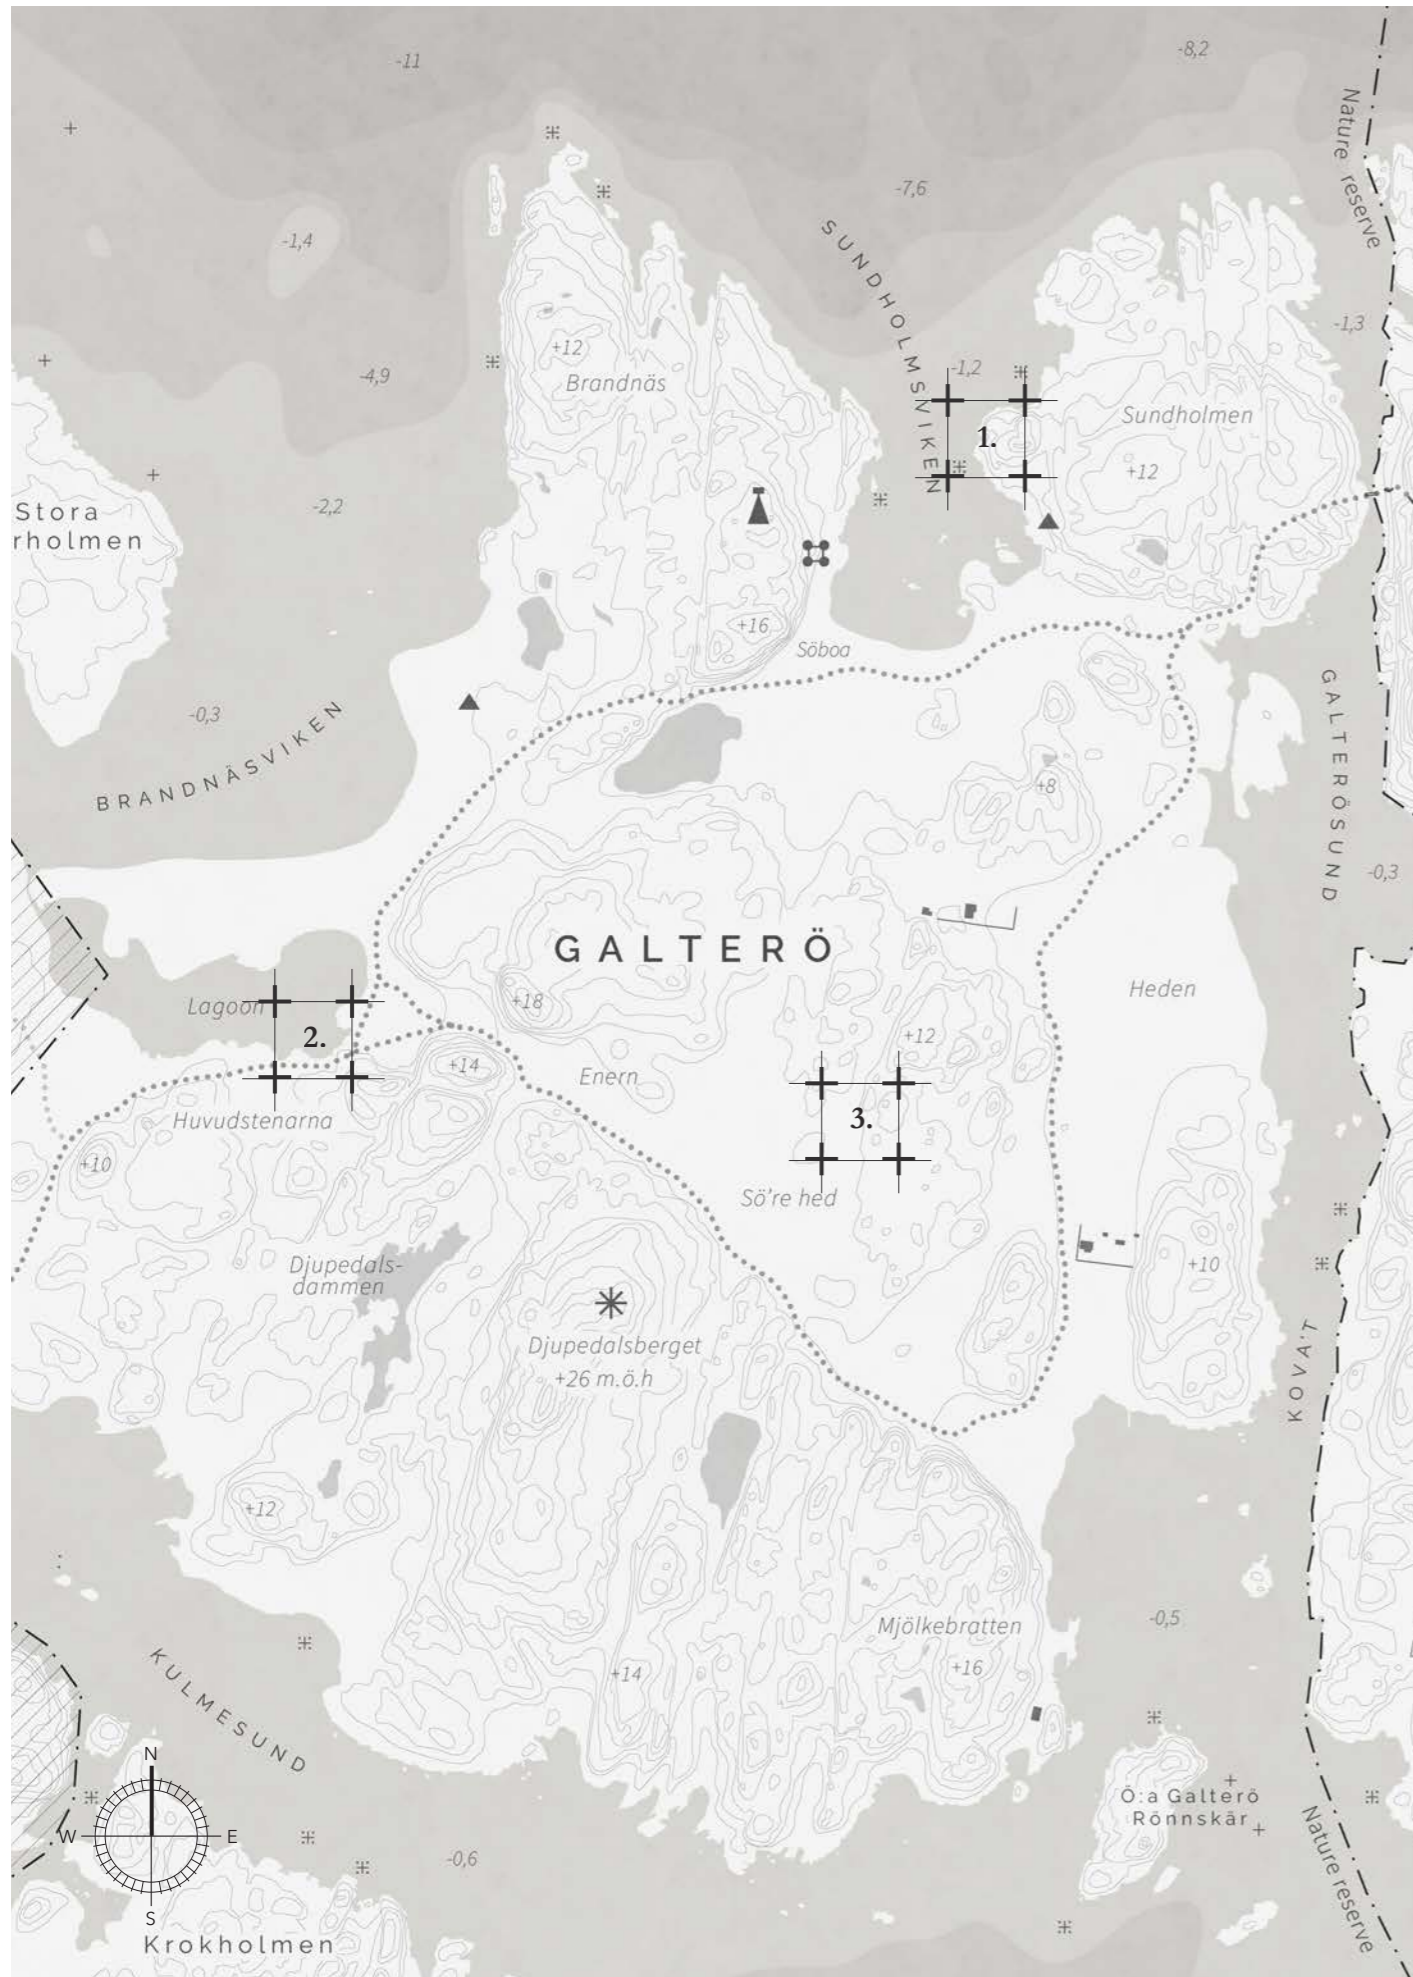 -11
-8,2
Nature reserve
-7,6
-1,4
SUNDHOLMSVIKEN
-1,3
+12
-4,9
Brandnäs
-1,2
Sundholmen
1.
+12
-2,2
Stora
rholmen
+16
Söboa
-0,3
BRANDNÄSVIKEN
GALTERÖSUND
+8
-0,3
GALTERÖ
Heden
Lagoon
+18
2.
+12
+14
Enern
3.
Huvudstenarna
+10
Sö're hed
Djupedals-
dammen
+10
Djupedalsberget
+26 m.ö.h
KOVA'T
+12
-0,5
Mjölkebratten
+16
+14
KULMESUND
N
W
E
S
Ö:a Galterö
Rönnskär
-0,6
Nature reserve
Krokholmen